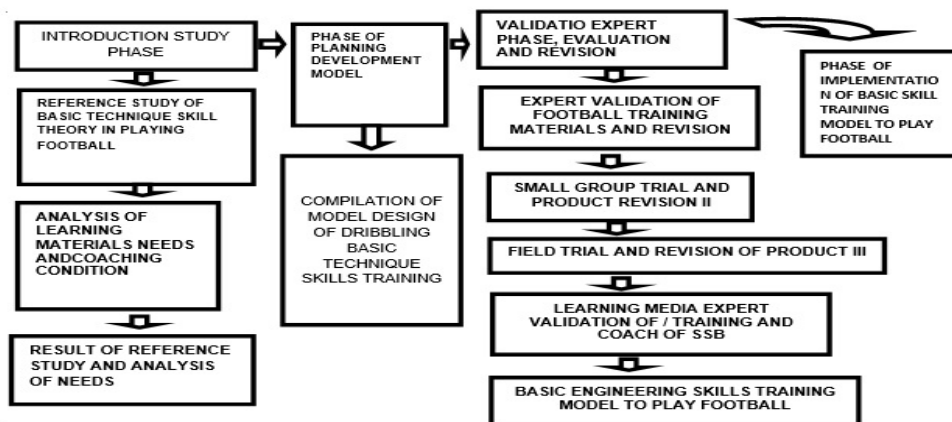 INTRODUCTION STUDY
PHASE
REFERENCE STUDY OF
BASIC TECHNIQUE SKILL
THEORY IN PLAYING
FOOTBALL
ANALYSIS OF
LEARNING
MATERIALS NEEDS
ANDCOACHING
CONDITION
RESULT OF REFERENCE
STUDY AND ANALYSIS
OF NEEDS
PHASE OF
PLANNING
DEVELOPMENT
MODEL
COMPILATION OF
MODEL DESIGN
OF DRIBBLING
BASIC
TECHNIQUE
SKILLS TRAINING
VALIDATIO EXPERT
PHASE, EVALUATION
AND REVISION
EXPERT VALIDATION OF
FOOTBALL TRAINING
MATERIALS AND REVISION
SMALL GROUP TRIAL AND
PRODUCT REVISION II
FIELD TRIAL AND REVISION OF PRODUCT III
LEARNING MEDIA EXPERT
VALIDATION OF / TRAINING AND
COACH OF SSB
BASIC ENGINEERING SKILLS TRAINING
MODEL TO PLAY FOOTBALL
PHASE OF
IMPLEMENTATIO
N OF BASIC SKILL
TRAINING
MODEL TO PLAY
FOOTBALL